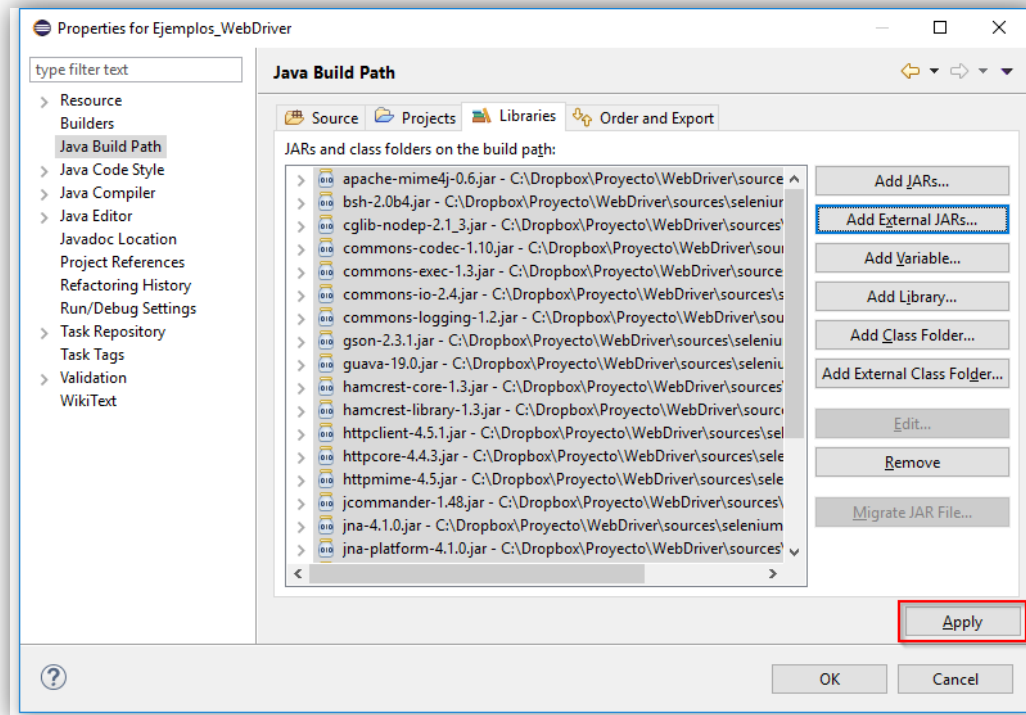 Properties for Ejemplos_WebDriver
type filter text
Resource
Builders
Java Build Path
Java Code Style
Java Compiler
Java Editor
Javadoc Location
Project References
Refactoring History
Run/Debug Settings
Task Repository
Task Tags
Validation
WikiText
Java Build Path
Source
Projects
Libraries
Order and Export
JARs and class folders on the build path:
apache-mime4j-0.6.jar - C:\Dropbox\Proyecto\WebDriver\source
bsh-2.0b4.jar - C:\Dropbox\Proyecto\WebDriver\sources\seleniur
cglib-nodep-2.1_3.jar - C:\Dropbox\Proyecto\WebDriver\sources\
commons-codec-1.10.jar - C:\Dropbox\Proyecto\WebDriver\sour
commons-exec-1.3.jar - C:\Dropbox\Proyecto\WebDriver\source
commons-io-2.4.jar - C:\Dropbox\Proyecto\WebDriver\sources\s
commons-logging-1.2.jar - C:\Dropbox\Proyecto\WebDriver\sou
gson-2.3.1.jar - C:\Dropbox\Proyecto\WebDriver\sources\seleniu
guava-19.0.jar - C:\Dropbox\Proyecto\WebDriver\sources\seleniu
hamcrest-core-1.3.jar - C:\Dropbox\Proyecto\WebDriver\sources\
hamcrest-library-1.3.jar - C:\Dropbox\Proyecto\WebDriver\source
httpclient-4.5.1.jar - C:\Dropbox\Proyecto\WebDriver\sources\sel
httpcore-4.4.3.jar - C:\Dropbox\Proyecto\WebDriver\sources\sele
httpmime-4.5.jar - C:\Dropbox\Proyecto\WebDriver\sources\sele
jcommander-1.48.jar - C:\Dropbox\Proyecto\WebDriver\sources\
jna-4.1.0.jar - C:\Dropbox\Proyecto\WebDriver\sources\selenium
jna-platform-4.1.0.jar - C:\Dropbox\Proyecto\WebDriver\sources\
Add JARs...
Add External JARs...
Add Variable...
Add Library...
Add Class Folder...
Add External Class Folder...
Edit...
Remove
Migrate JAR File...
Apply
OK
Cancel